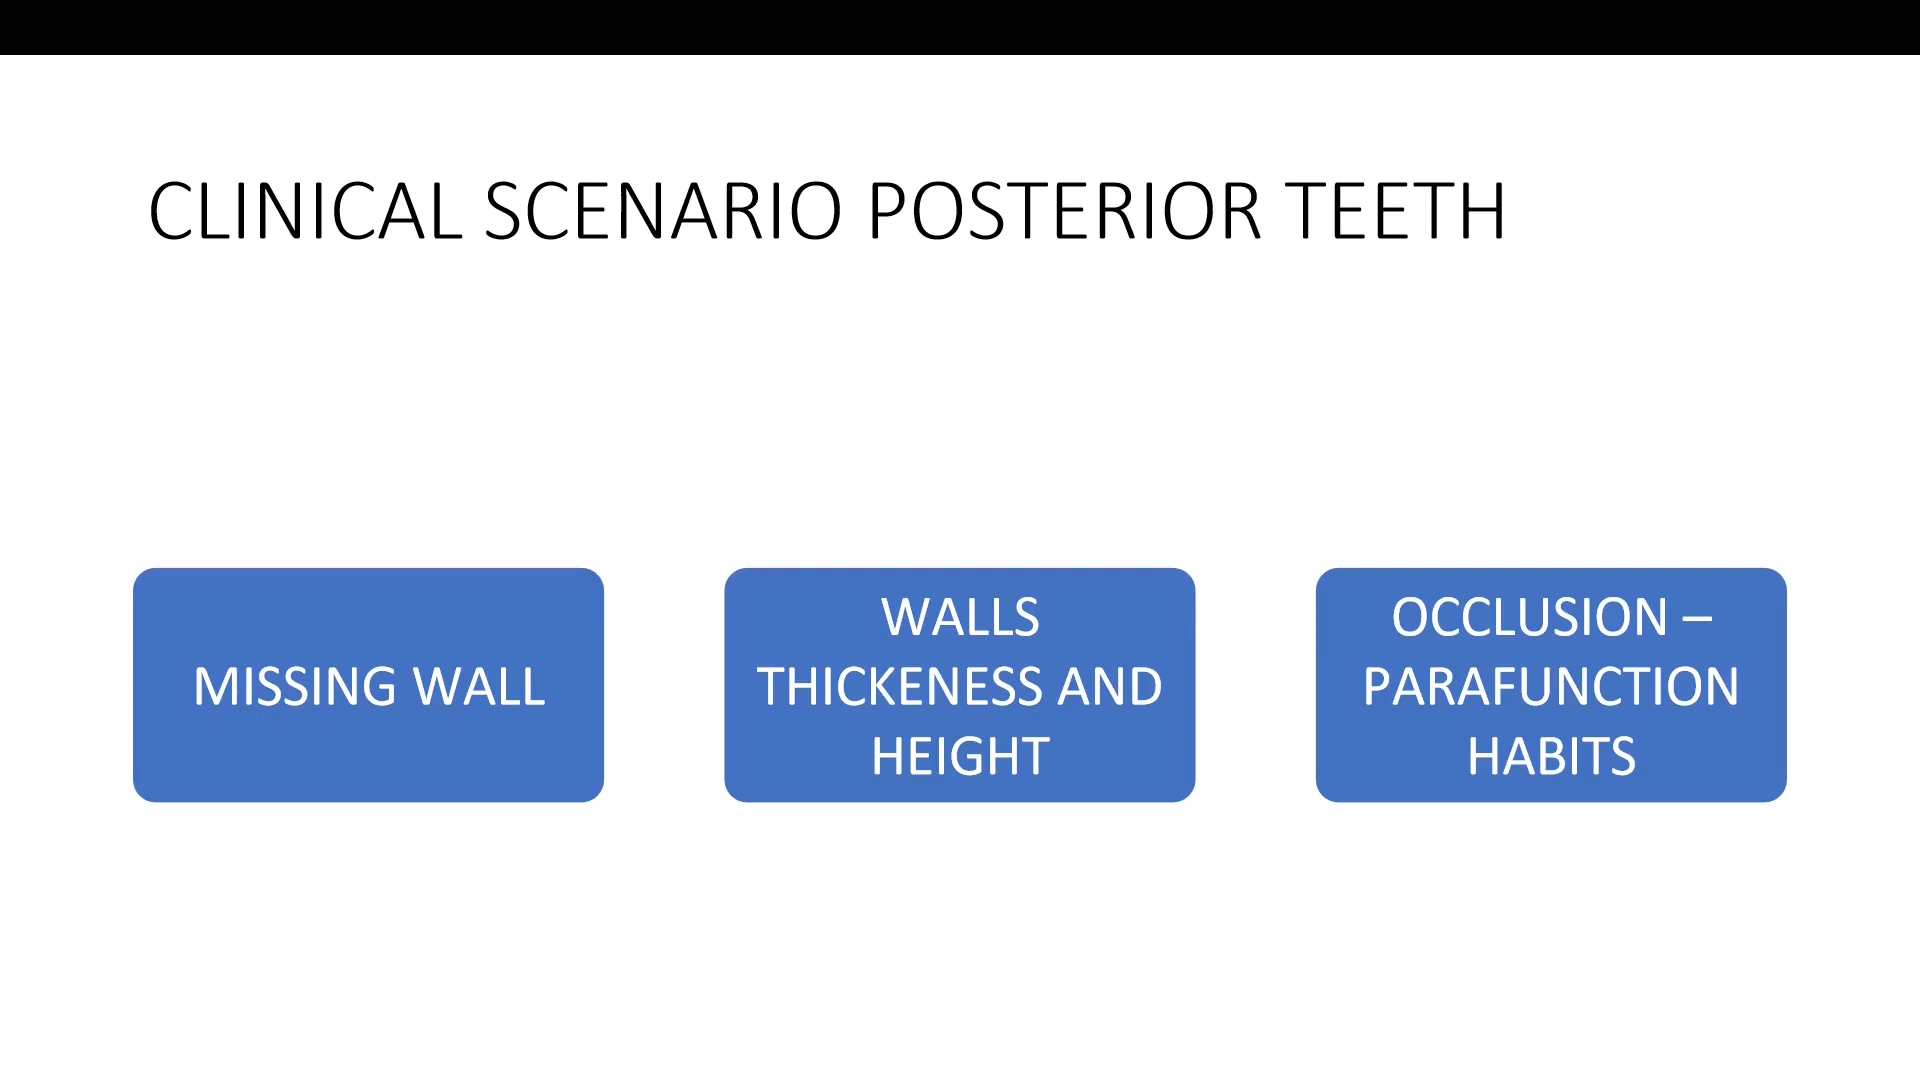 CLINICAL SCENARIO POSTERIOR TEETH
MISSING WALL
WALLS
THICKENESS AND
HEIGHT
OCCLUSION –
PARAFUNCTION
HABITS